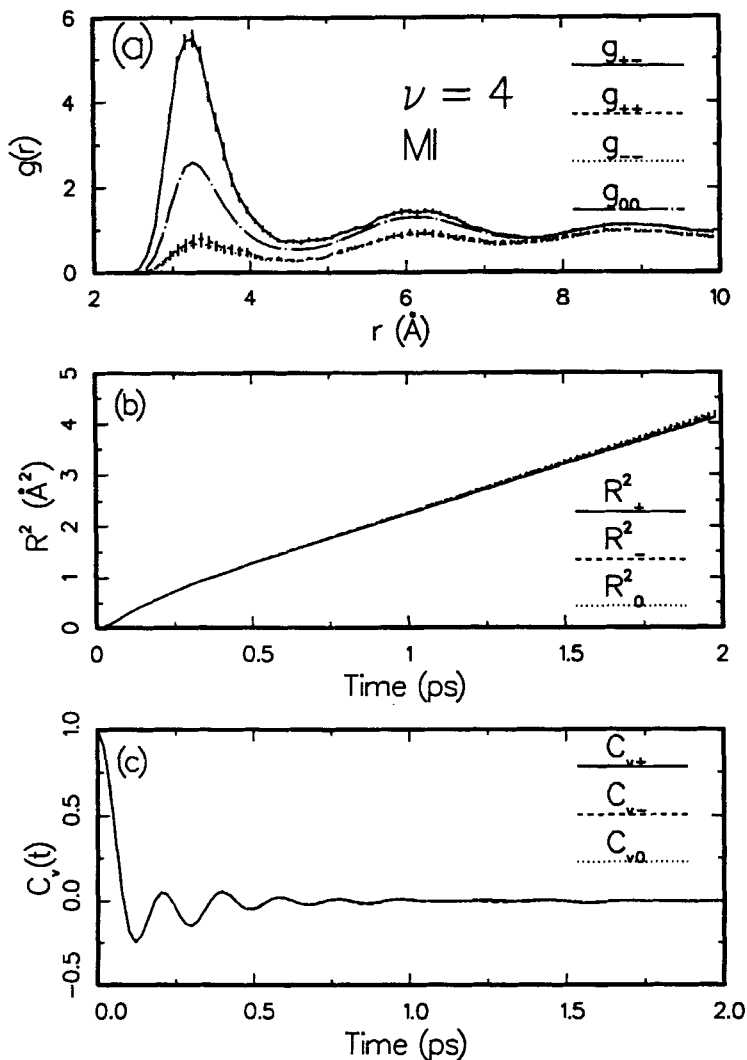 (a)
g(r)
6
4
2
0
ν = 4
MI
g₊₋
g₊₊
g₋₋
g₀₀
2 4 6 8 10
r (Å)
(b)
R² (Å²)
5
4
3
2
1
0
R²₊
R²₋
R²₀
0 0.5 1 1.5 2
Time (ps)
(c)
Cᵥ(t)
1.0
0.5
0.0
-0.5
Cᵥ₊
Cᵥ₋
Cᵥ₀
0.0 0.5 1.0 1.5 2.0
Time (ps)